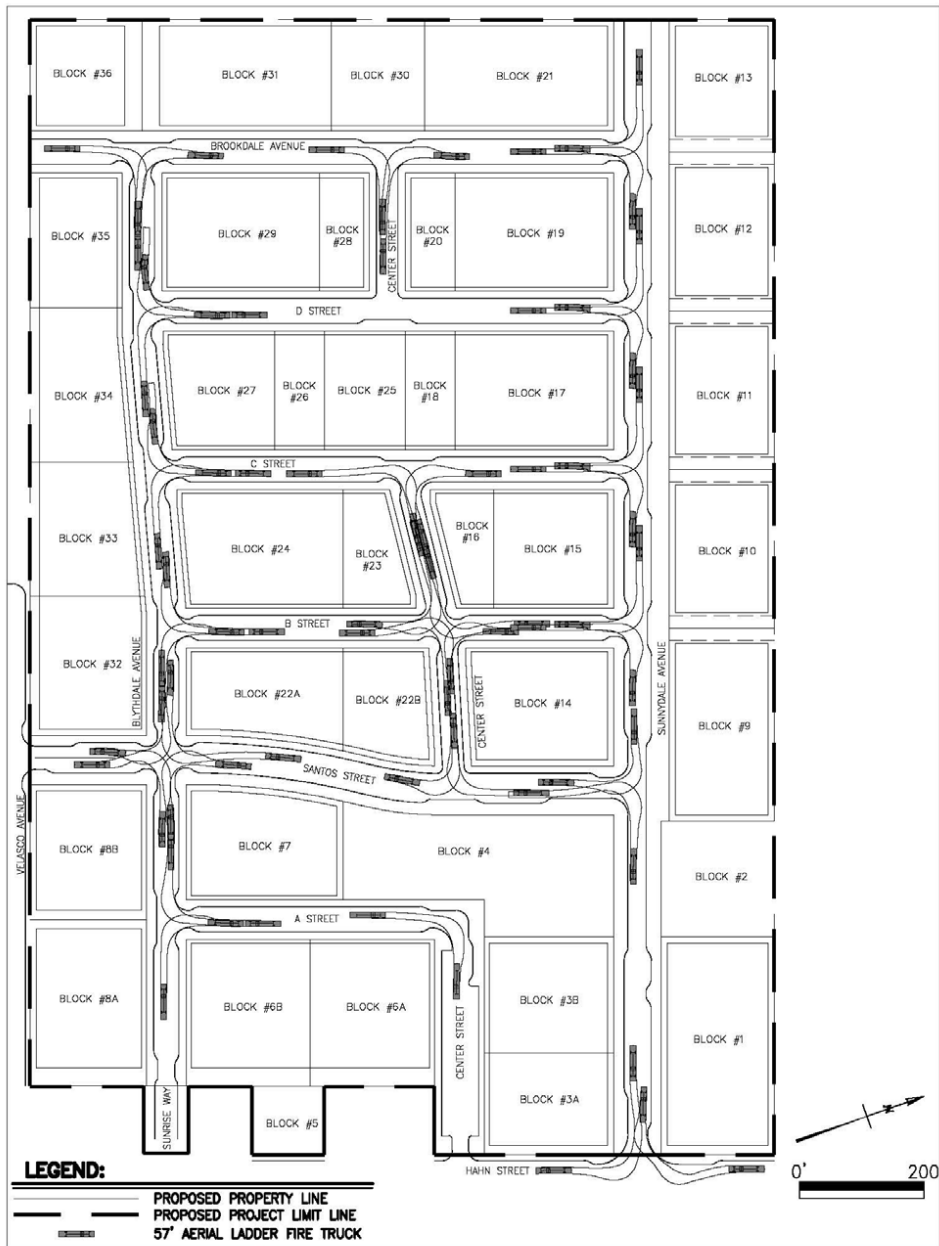 BLOCK #36
BLOCK #31
BLOCK #30
BLOCK #21
BLOCK #13
BROOKDALE AVENUE
BLOCK #35
BLOCK #29
BLOCK
#28
CENTER STREET
BLOCK
#20
BLOCK #19
BLOCK #12
D STREET
BLOCK #34
BLOCK #27
BLOCK
#26
BLOCK #25
BLOCK
#18
BLOCK #17
BLOCK #11
C STREET
BLOCK #33
BLOCK #24
BLOCK
#23
BLOCK
#16
BLOCK #15
BLOCK #10
B STREET
BLOCK #32
BLYTHDALE AVENUE
BLOCK #22A
BLOCK #22B
CENTER STREET
BLOCK #14
SUNNYDALE AVENUE
BLOCK #9
SANTOS STREET
VELASCO AVENUE
BLOCK #8B
BLOCK #7
BLOCK #4
BLOCK #2
A STREET
BLOCK #8A
BLOCK #6B
BLOCK #6A
CENTER STREET
BLOCK #3B
BLOCK #1
BLOCK #3A
SUNRISE WAY
BLOCK #5
HAHN STREET
N
0'
200
LEGEND:
PROPOSED PROPERTY LINE
PROPOSED PROJECT LIMIT LINE
57' AERIAL LADDER FIRE TRUCK